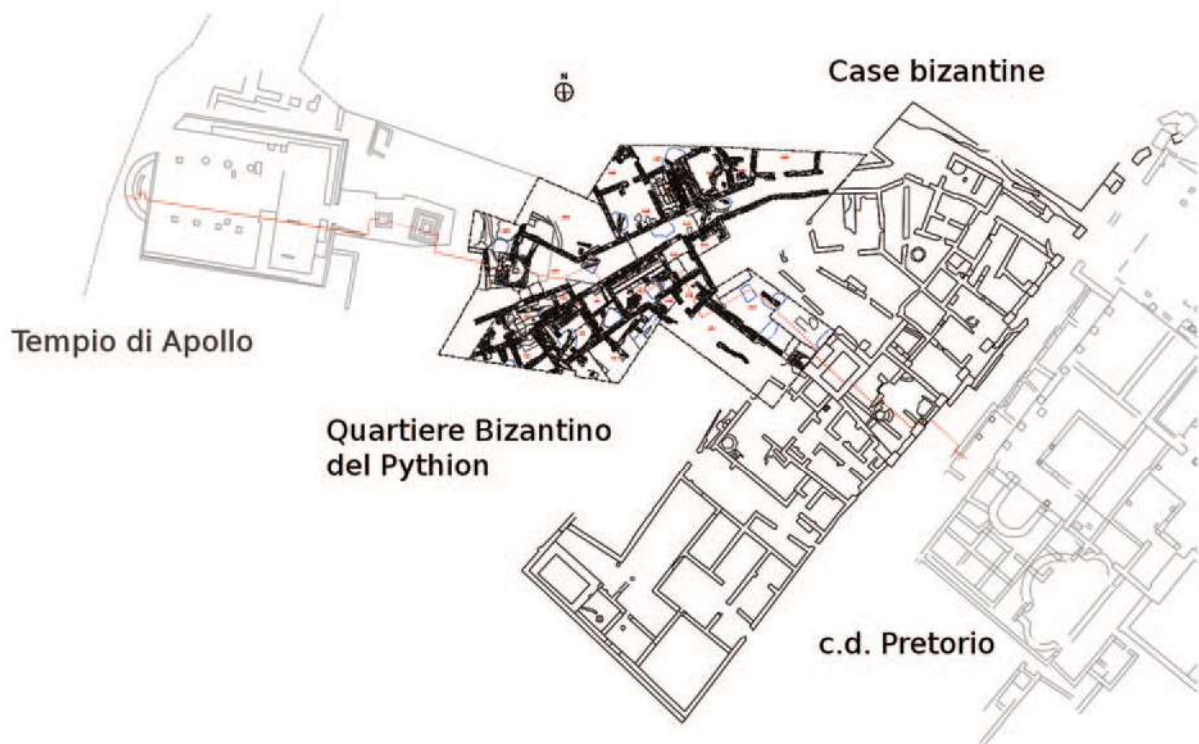 N
Case bizantine
Tempio di Apollo
Quartiere Bizantino
del Pythion
c.d. Pretorio